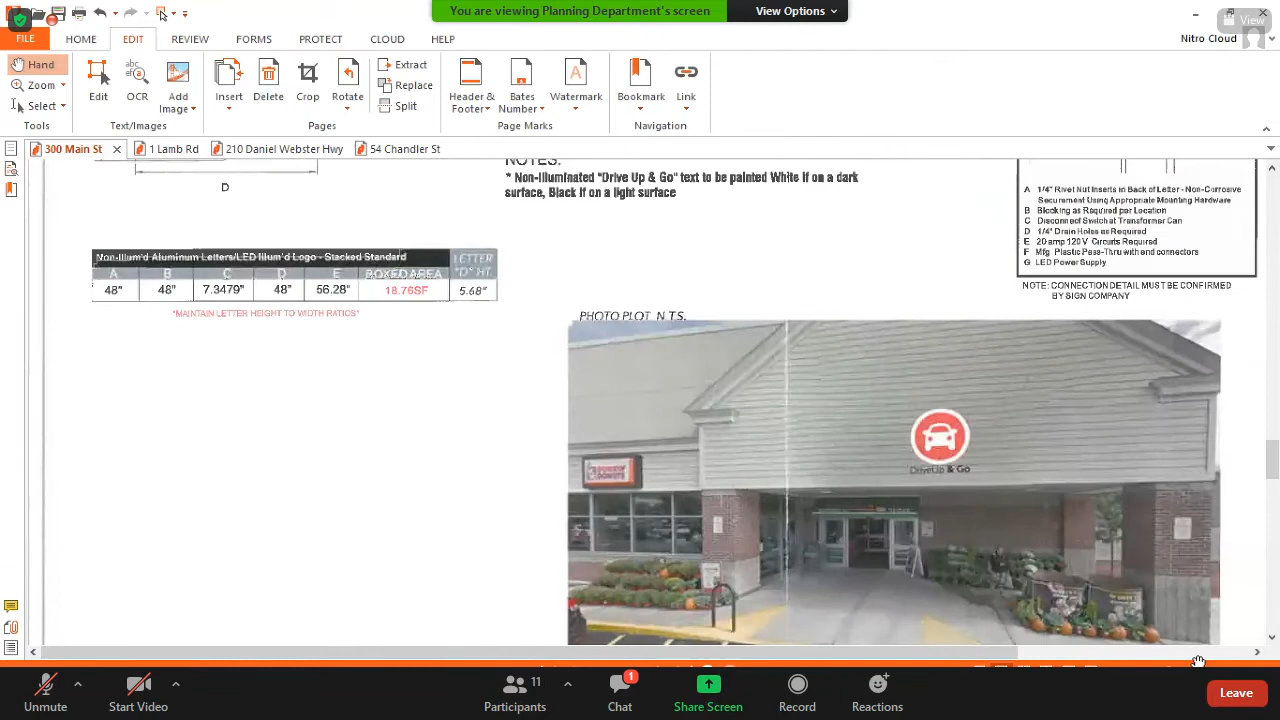 You are viewing Planning Department's screen
View Options
View
FILE
HOME
EDIT
REVIEW
FORMS
PROTECT
CLOUD
HELP
Nitro Cloud
Hand
Zoom
Select
Tools
Edit
OCR
Add Image
Text/Images
Insert
Delete
Crop
Rotate
Extract
Replace
Split
Pages
Header & Footer
Bates Number
Watermark
Page Marks
Bookmark
Link
Navigation
300 Main St
1 Lamb Rd
210 Daniel Webster Hwy
54 Chandler St
D
NOTES:
* Non-Illuminated "Drive Up & Go" text to be painted White if on a dark
surface, Black if on a light surface
A 1/4" Rivet Nut Inserts in Back of Letter - Non-Corrosive
Securement Using Appropriate Mounting Hardware
B Blocking as Required per Location
C Disconnect Switch at Transformer Can
D 1/4" Drain Holes as Required
E 20 amp 120 V Circuits Required
F Mfg Plastic Pass-Thru with end connectors
G LED Power Supply
NOTE: CONNECTION DETAIL MUST BE CONFIRMED
BY SIGN COMPANY
Non-Illum'd Aluminum Letters/LED Illum'd Logo - Stacked Standard
LETTER
"D" HT.
A B C D E BOXED AREA
48" 48" 7.3479" 48" 56.28" 18.76SF 5.68"
*MAINTAIN LETTER HEIGHT TO WIDTH RATIOS*
PHOTO PLOT N.T.S.
DriveUp & Go
DUNKIN'
DONUTS
Unmute
Start Video
11
Participants
1
Chat
Share Screen
Record
Reactions
Leave